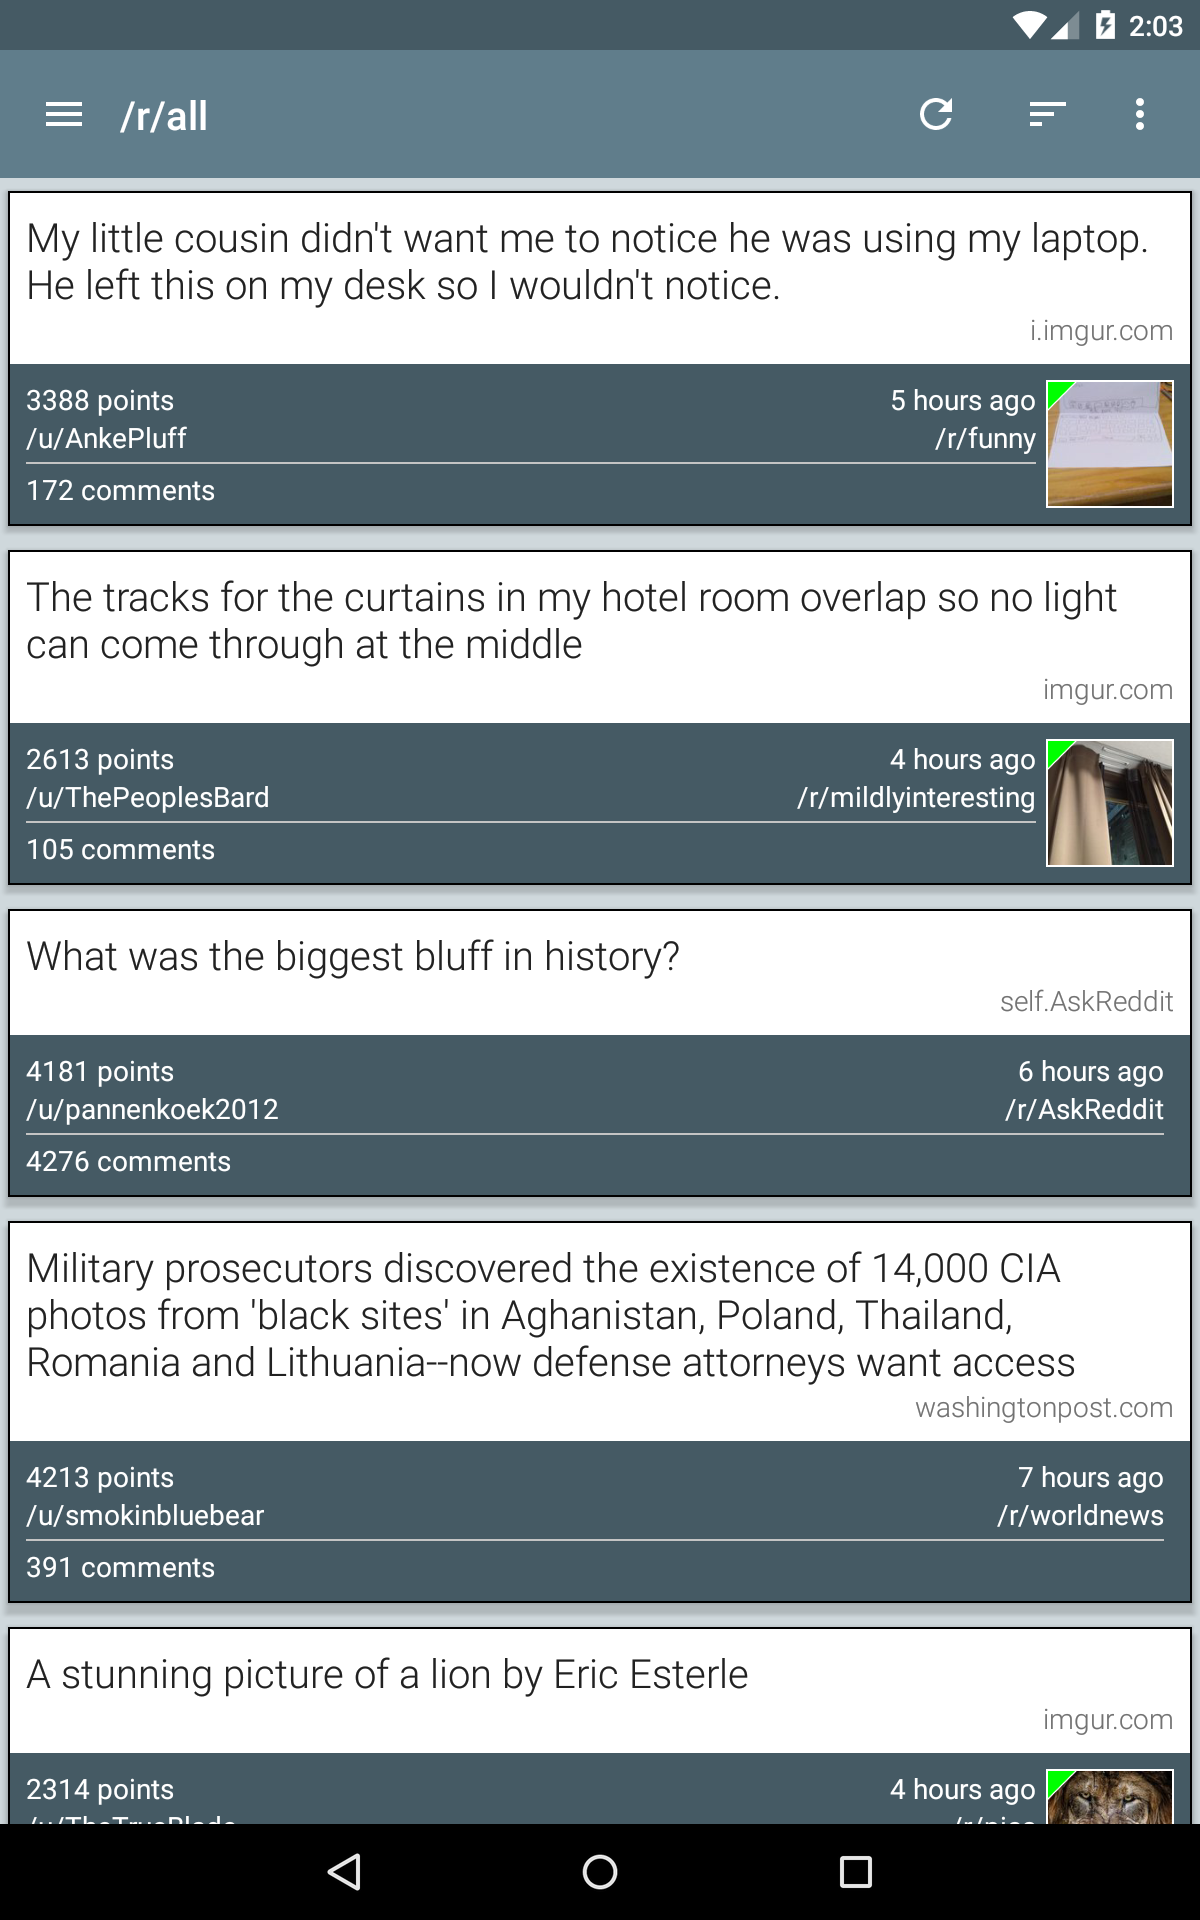 2:03
/r/all
My little cousin didn't want me to notice he was using my laptop.
He left this on my desk so I wouldn't notice.
i.imgur.com
3388 points
5 hours ago
/u/AnkePluff
/r/funny
172 comments
The tracks for the curtains in my hotel room overlap so no light
can come through at the middle
imgur.com
2613 points
4 hours ago
/u/ThePeoplesBard
/r/mildlyinteresting
105 comments
What was the biggest bluff in history?
self.AskReddit
4181 points
6 hours ago
/u/pannenkoek2012
/r/AskReddit
4276 comments
Military prosecutors discovered the existence of 14,000 CIA
photos from 'black sites' in Aghanistan, Poland, Thailand,
Romania and Lithuania--now defense attorneys want access
washingtonpost.com
4213 points
7 hours ago
/u/smokinbluebear
/r/worldnews
391 comments
A stunning picture of a lion by Eric Esterle
imgur.com
2314 points
4 hours ago